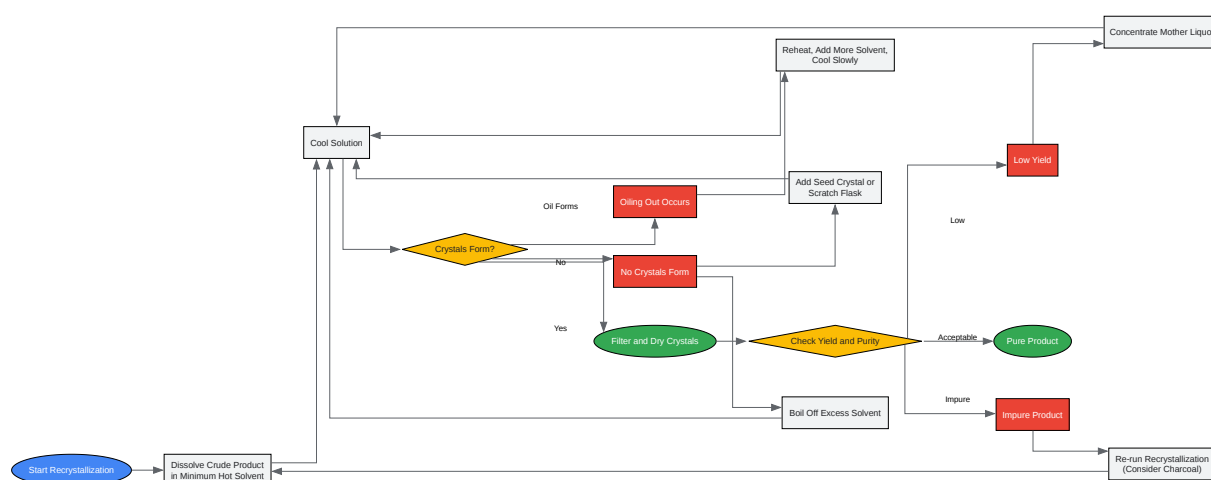 Concentrate Mother Liquo
Reheat, Add More Solvent,
Cool Slowly
Cool Solution
Low Yield
Add Seed Crystal or
Scratch Flask
Oiling Out Occurs
Oil Forms
Low
Crystals Form?
No
No Crystals Form
Yes
Filter and Dry Crystals
Check Yield and Purity
Acceptable
Pure Product
Impure
Boil Off Excess Solvent
Impure Product
Start Recrystallization
Dissolve Crude Product
in Minimum Hot Solvent
Re-run Recrystallization
(Consider Charcoal)